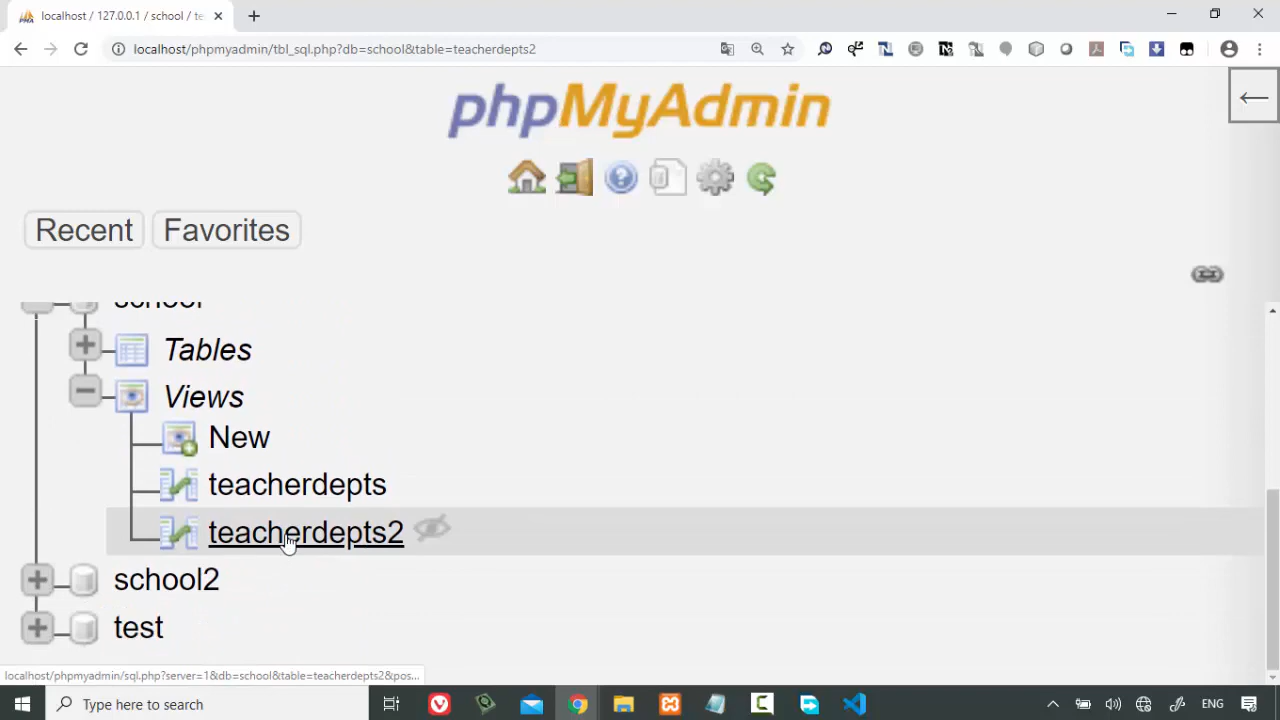 localhost / 127.0.0.1 / school / te
localhost/phpmyadmin/tbl_sql.php?db=school&table=teacherdepts2
phpMyAdmin
Recent Favorites
school
Tables
Views
New
teacherdepts
teacherdepts2
school2
test
localhost/phpmyadmin/sql.php?server=1&db=school&table=teacherdepts2&pos...
Type here to search
ENG